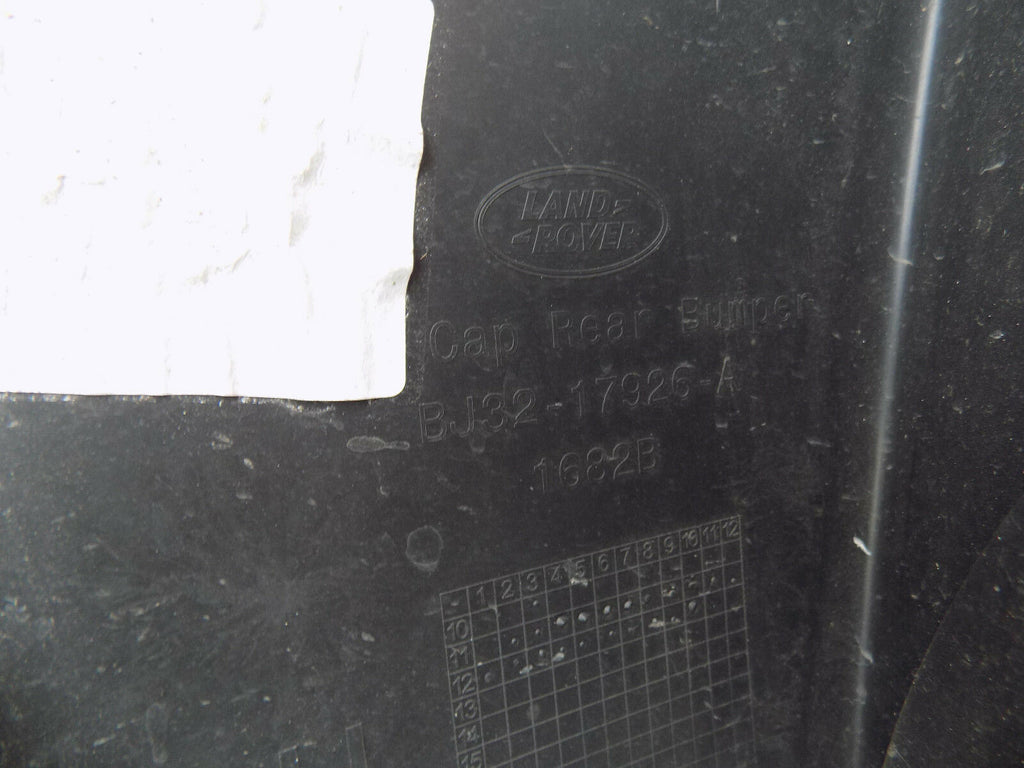 LAND
ROVER
Cap Rear Bumper
BJ32-17926-A
1682B
1 2 3 4 5 6 7 8 9 10 11 12
10
11
12
13